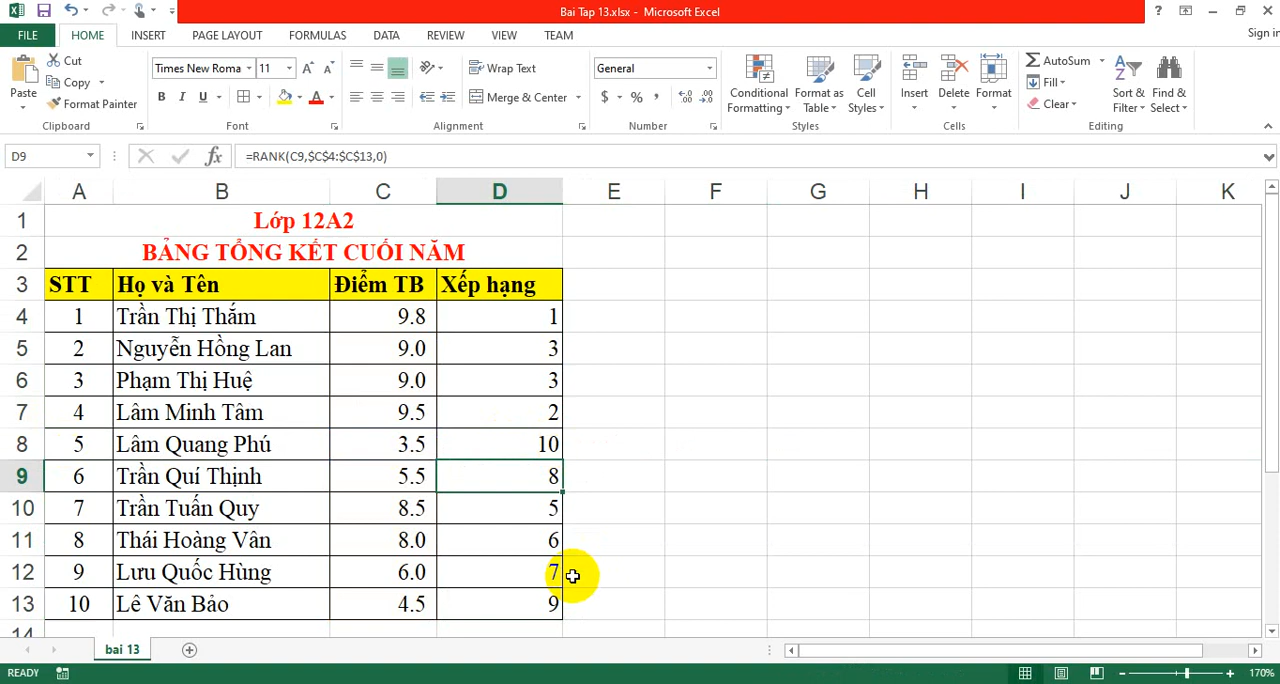 Bai Tap 13.xlsx - Microsoft Excel
?
FILE HOME INSERT PAGE LAYOUT FORMULAS DATA REVIEW VIEW TEAM Sign in
Paste Cut Copy Format Painter
Clipboard
Times New Roma 11 A A
B I U A
Font
Wrap Text
Merge & Center
Alignment
General
$ % ,
Number
Conditional Formatting Format as Table Cell Styles
Styles
Insert Delete Format
Cells
AutoSum
Fill
Clear
Sort & Filter Find & Select
Editing
D9 fx =RANK(C9,$C$4:$C$13,0)
A B C D E F G H I J K
1 Lớp 12A2
2 BẢNG TỔNG KẾT CUỐI NĂM
3 STT Họ và Tên Điểm TB Xếp hạng
4 1 Trần Thị Thắm 9.8 1
5 2 Nguyễn Hồng Lan 9.0 3
6 3 Phạm Thị Huệ 9.0 3
7 4 Lâm Minh Tâm 9.5 2
8 5 Lâm Quang Phú 3.5 10
9 6 Trần Quí Thịnh 5.5 8
10 7 Trần Tuấn Quy 8.5 5
11 8 Thái Hoàng Vân 8.0 6
12 9 Lưu Quốc Hùng 6.0 7
13 10 Lê Văn Bảo 4.5 9
14
bai 13
READY 170%